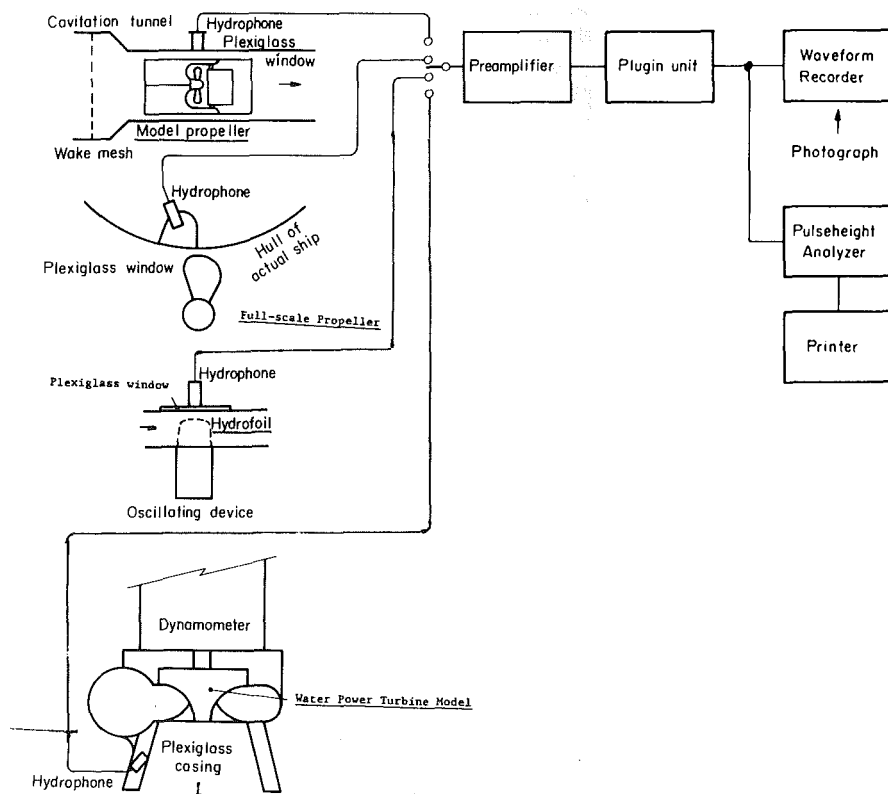 Cavitation tunnel
Hydrophone
Plexiglass
window
Model propeller
Wake mesh
Preamplifier
Plugin unit
Waveform
Recorder
Photograph
Pulseheight
Analyzer
Printer
Hydrophone
Hull of
actual ship
Plexiglass window
Full-scale Propeller
Hydrophone
Plexiglass window
Hydrofoil
Oscillating device
Dynamometer
Water Power Turbine Model
Plexiglass
casing
Hydrophone